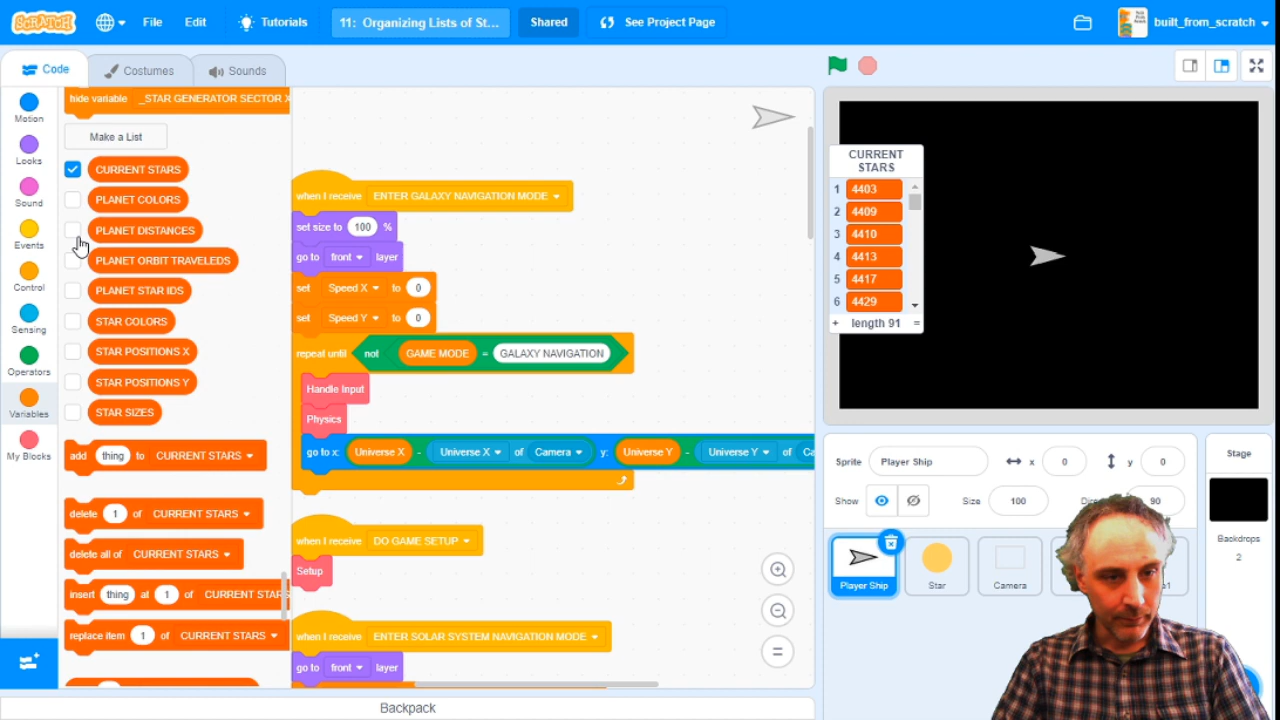 SCRATCH
File
Edit
Tutorials
11: Organizing Lists of St...
Shared
See Project Page
built_from_scratch
Code
Costumes
Sounds
Motion
Looks
Sound
Events
Control
Sensing
Operators
Variables
My Blocks
hide variable _STAR GENERATOR SECTOR X
Make a List
CURRENT STARS
PLANET COLORS
PLANET DISTANCES
PLANET ORBIT TRAVELEDS
PLANET STAR IDS
STAR COLORS
STAR POSITIONS X
STAR POSITIONS Y
STAR SIZES
add thing to CURRENT STARS
delete 1 of CURRENT STARS
delete all of CURRENT STARS
insert thing at 1 of CURRENT STARS
replace item 1 of CURRENT STARS
when I receive ENTER GALAXY NAVIGATION MODE
set size to 100 %
go to front layer
set Speed X to 0
set Speed Y to 0
repeat until not GAME MODE = GALAXY NAVIGATION
Handle Input
Physics
go to x: Universe X - Universe X of Camera y: Universe Y - Universe Y of Ca
when I receive DO GAME SETUP
Setup
when I receive ENTER SOLAR SYSTEM NAVIGATION MODE
go to front layer
CURRENT
STARS
1 4403
2 4409
3 4410
4 4413
5 4417
6 4429
+ length 91 =
Sprite Player Ship x 0 y 0
Show Size 100 90
Player Ship
Star
Camera
Stage
Backdrops
2
Backpack